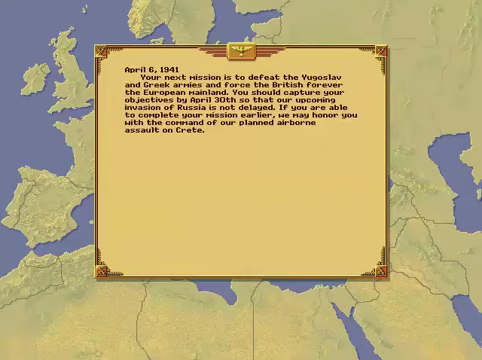 April 6, 1941
Your next mission is to defeat the Yugoslav
and Greek armies and force the British forever
the European mainland. You should capture your
objectives by April 30th so that our upcoming
invasion of Russia is not delayed. If you are able
to complete your mission earlier, we may honor you
with the command of our planned airborne
assault on Crete.